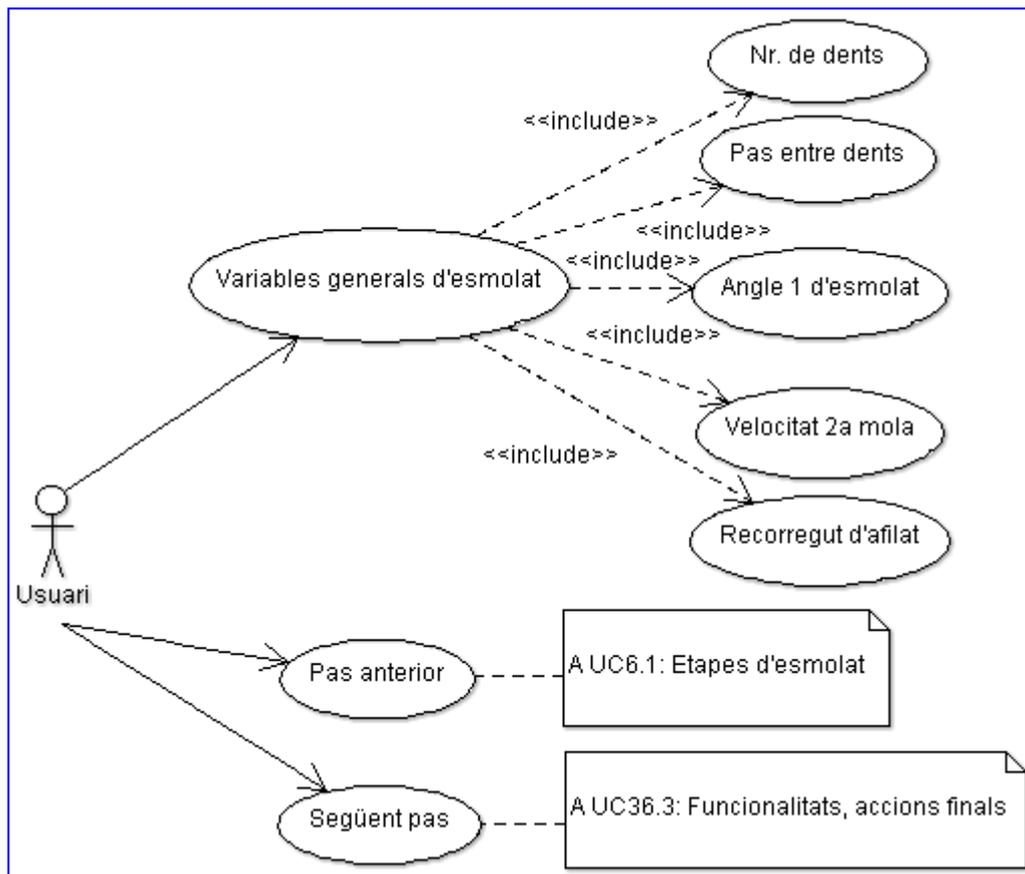 Nr. de dents
<<include>>
Pas entre dents
<<include>>
<<include>>
Variables generals d'esmolat
Angle 1 d'esmolat
<<include>>
Velocitat 2a mola
<<include>>
Recorregut d'afilat
Usuari
Pas anterior
A UC6.1: Etapes d'esmolat
Següent pas
A UC36.3: Funcionalitats, accions finals